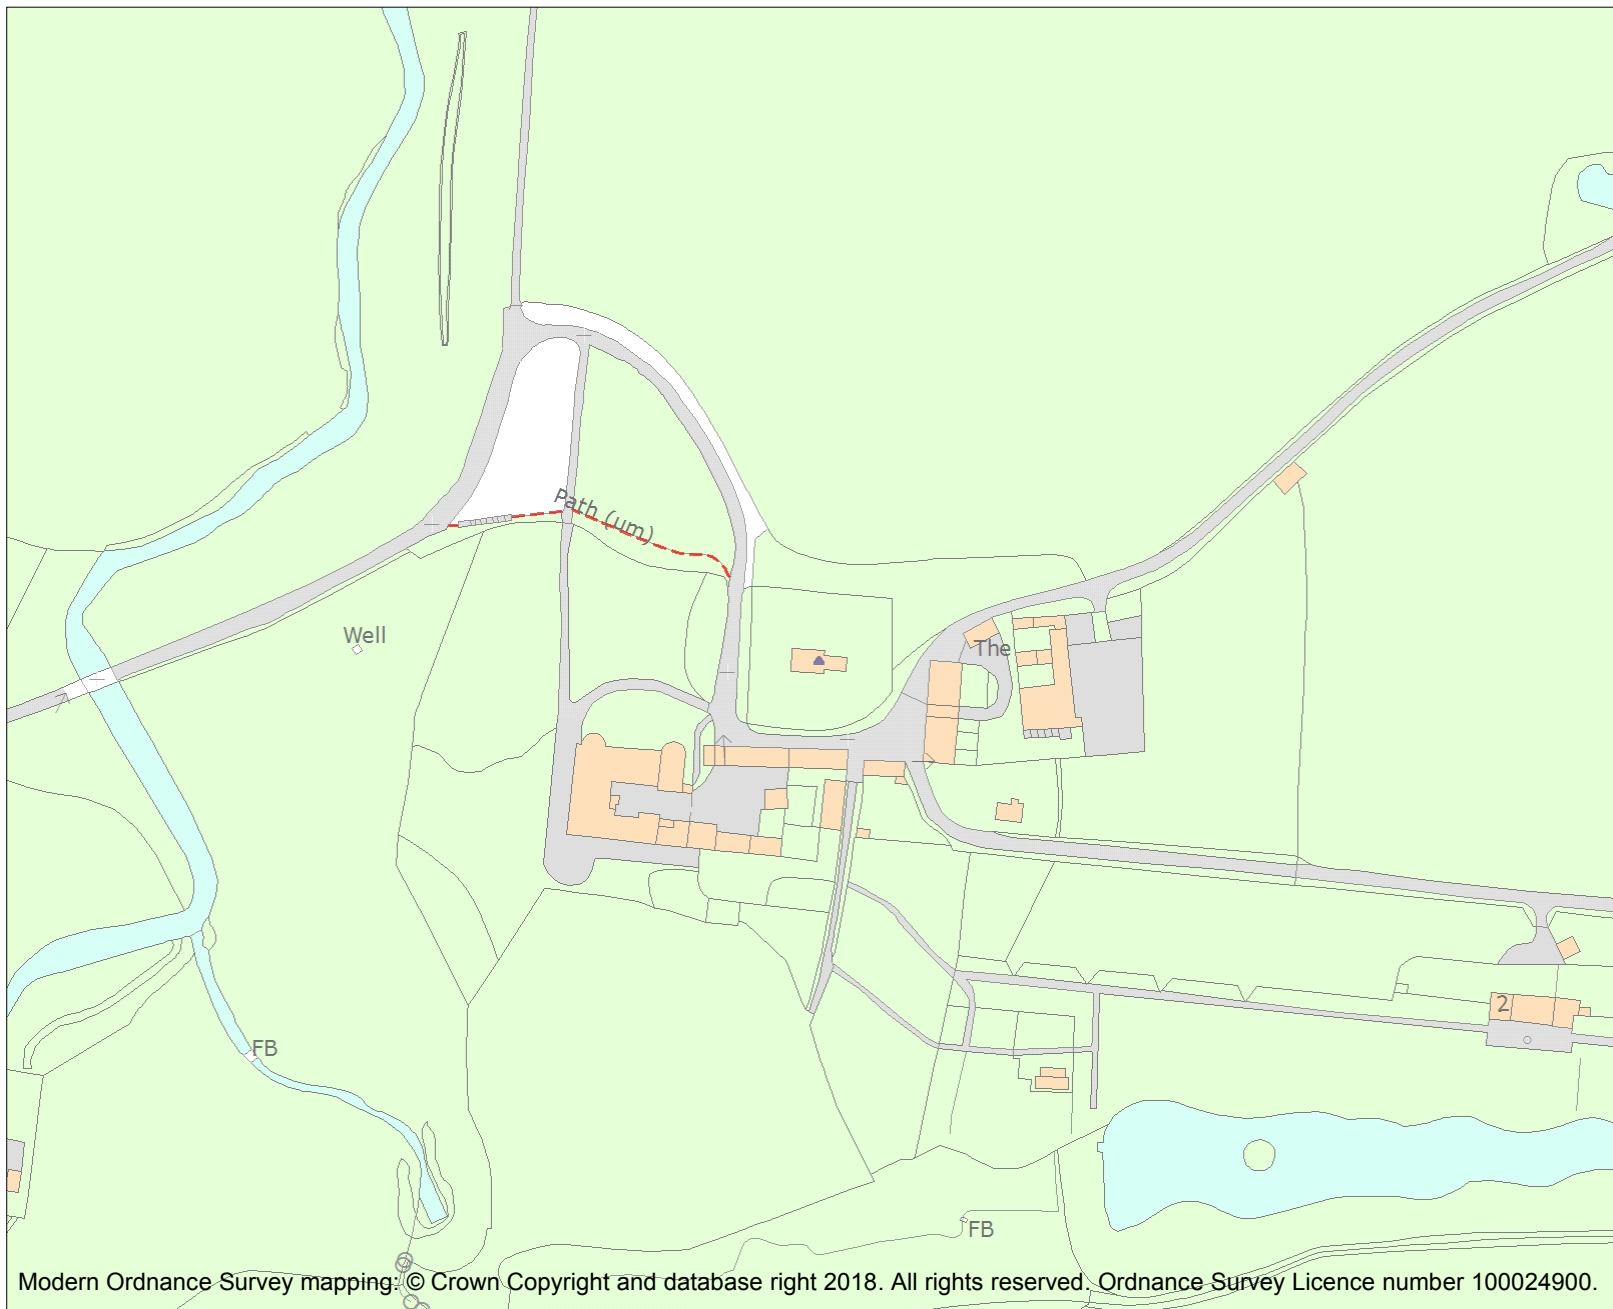 Path (um)
Well
The
2
FB
FB
Modern Ordnance Survey mapping: © Crown Copyright and database right 2018. All rights reserved. Ordnance Survey Licence number 100024900.